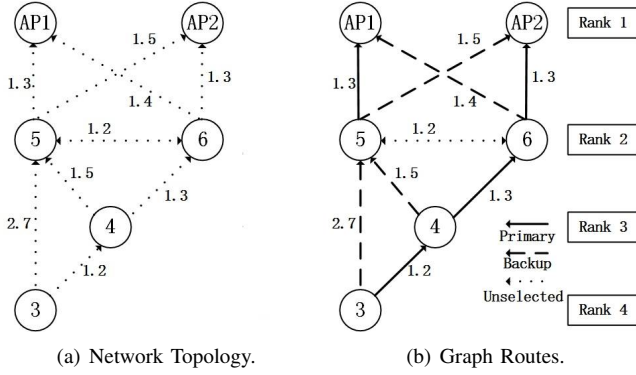 AP1 AP2 AP1 AP2 Rank 1
1.5 1.5
1.3 1.3 1.3 1.3
1.4 1.4
5 1.2 6 5 1.2 6 Rank 2
1.5 1.5
1.3 1.3
2.7 4 2.7 4 Rank 3
Primary
1.2 1.2 Backup
Unselected
3 3 Rank 4
(a) Network Topology. (b) Graph Routes.